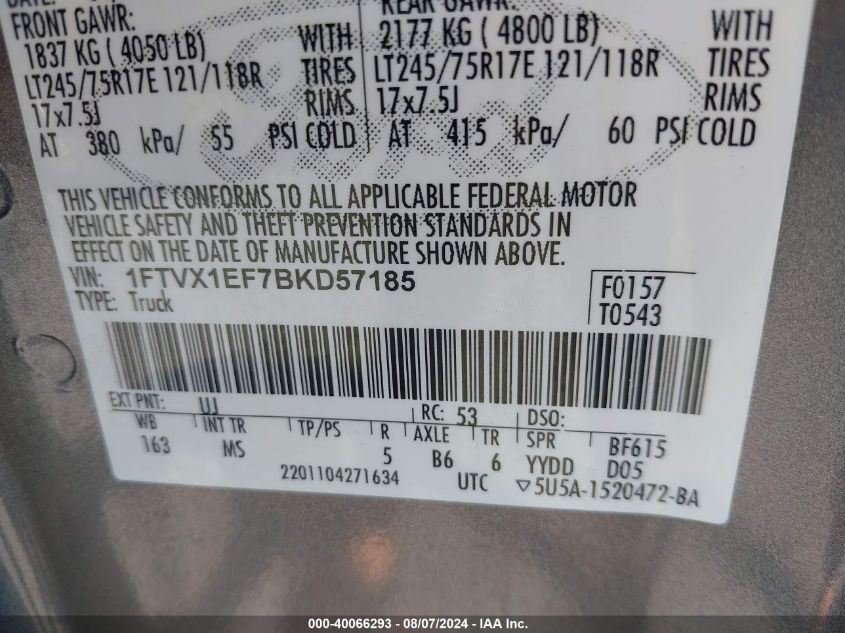 DATE:
FRONT GAWR: REAR GAWR:
1837 KG ( 4050 LB) WITH 2177 KG ( 4800 LB) WITH
LT245/75R17E 121/118R TIRES LT245/75R17E 121/118R TIRES
17x7.5J RIMS 17x7.5J RIMS
AT 380 kPa/ 55 PSI COLD AT 415 kPa/ 60 PSI COLD
THIS VEHICLE CONFORMS TO ALL APPLICABLE FEDERAL MOTOR
VEHICLE SAFETY AND THEFT PREVENTION STANDARDS IN
EFFECT ON THE DATE OF MANUFACTURE SHOWN ABOVE.
VIN: 1FTVX1EF7BKD57185 F0157
TYPE: Truck T0543
EXT PNT: UJ RC: 53 DSO:
WB INT TR TP/PS R AXLE TR SPR BF615
163 MS 5 B6 6 YYDD D05
2201104271634 UTC ▽5U5A-1520472-BA
000-40066293 - 08/07/2024 - IAA Inc.